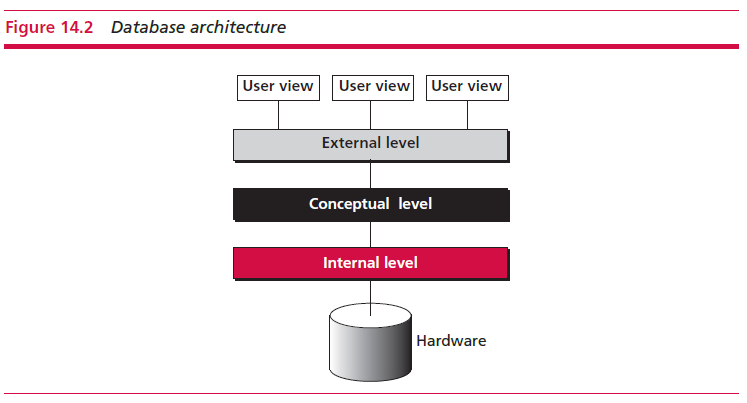 Figure 14.2 Database architecture
User view User view User view
External level
Conceptual level
Internal level
Hardware